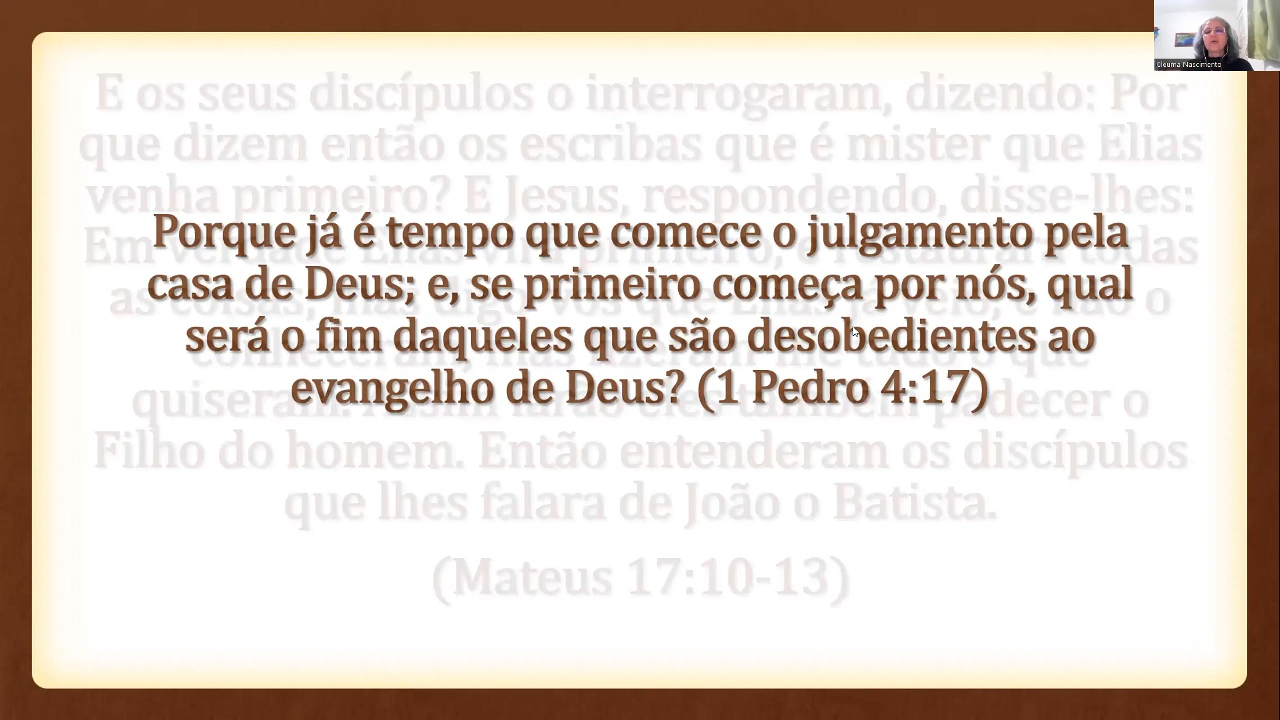 Cleuma Nascimento
E os seus discípulos o interrogaram, dizendo: Por
que dizem então os escribas que é mister que Elias
venha primeiro? E Jesus, respondendo, disse-lhes:
Porque já é tempo que comece o julgamento pela
casa de Deus; e, se primeiro começa por nós, qual
será o fim daqueles que são desobedientes ao
evangelho de Deus? (1 Pedro 4:17)
Filho do homem. Então entenderam os discípulos
que lhes falara de João o Batista.
(Mateus 17:10-13)